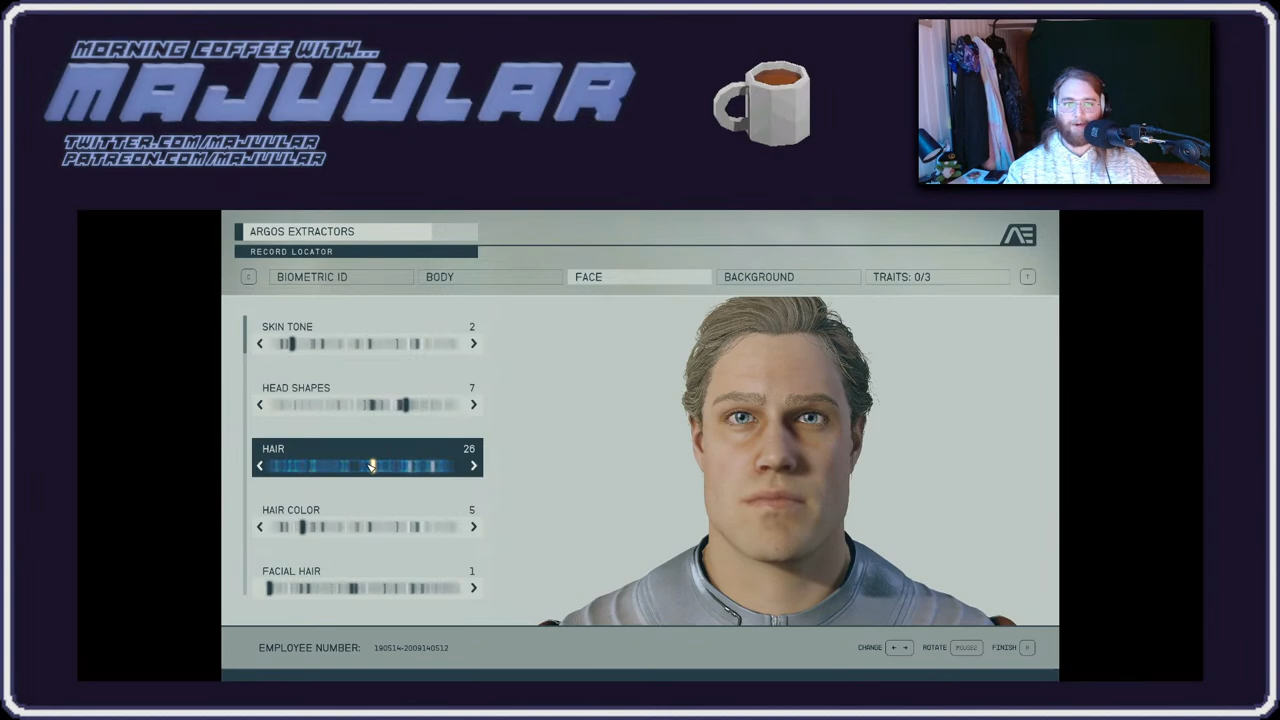 MORNING COFFEE WITH...
MAJUULAR
TWITTER.COM/MAJUULAR
PATREON.COM/MAJUULAR
ARGOS EXTRACTORS
RECORD LOCATOR
AE
BIOMETRIC ID
BODY
FACE
BACKGROUND
TRAITS: 0/3
T
SKIN TONE 2
HEAD SHAPES 7
HAIR 26
HAIR COLOR 5
FACIAL HAIR 1
EMPLOYEE NUMBER: 190514-2009140512
CHANGE
ROTATE MOUSE2
FINISH